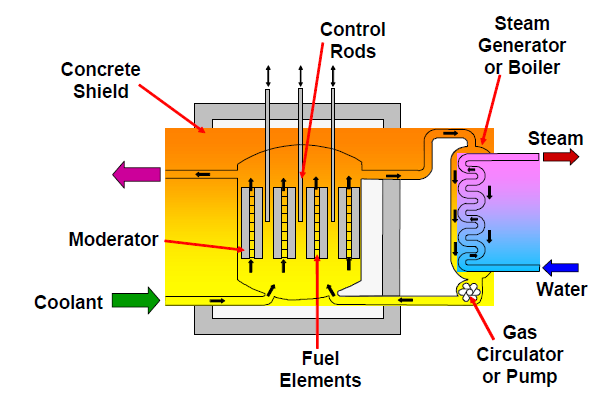 Control
Rods
Steam
Generator
or Boiler
Concrete
Shield
Steam
Moderator
Water
Coolant
Gas
Circulator
or Pump
Fuel
Elements